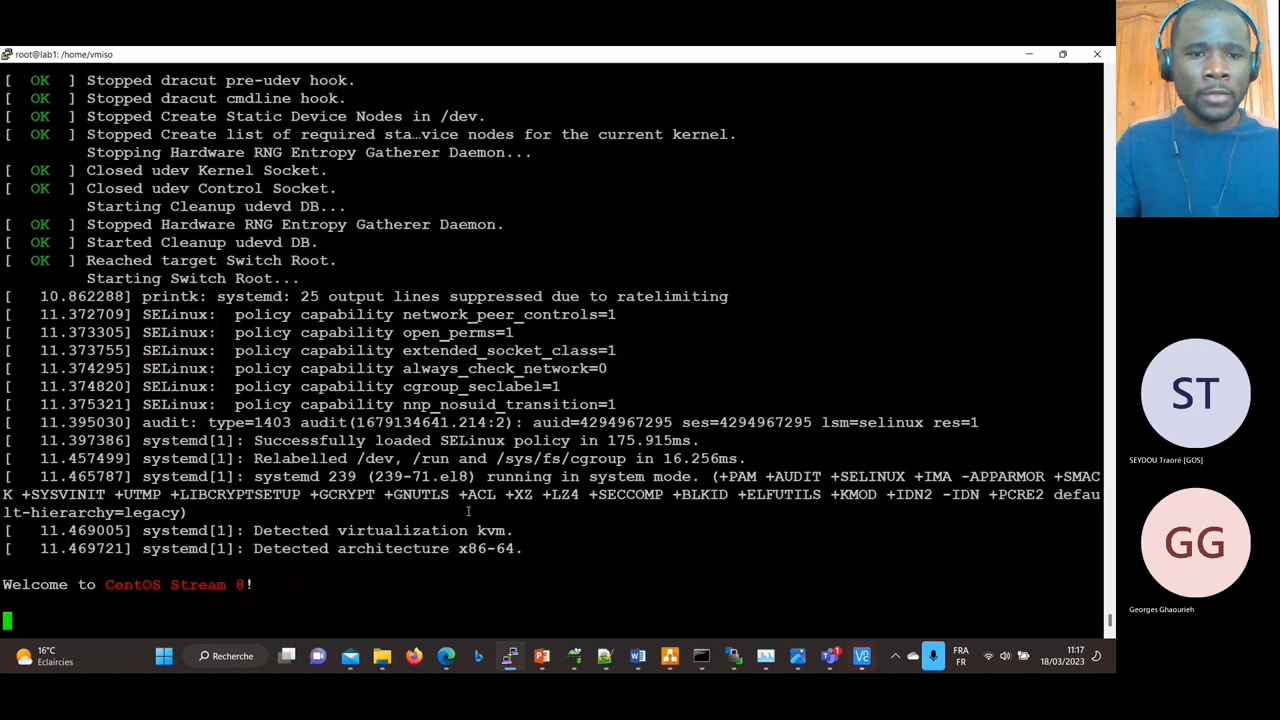 root@lab1: /home/vmiso
[  OK  ] Stopped dracut pre-udev hook.
[  OK  ] Stopped dracut cmdline hook.
[  OK  ] Stopped Create Static Device Nodes in /dev.
[  OK  ] Stopped Create list of required sta…vice nodes for the current kernel.
Stopping Hardware RNG Entropy Gatherer Daemon...
[  OK  ] Closed udev Kernel Socket.
[  OK  ] Closed udev Control Socket.
Starting Cleanup udevd DB...
[  OK  ] Stopped Hardware RNG Entropy Gatherer Daemon.
[  OK  ] Started Cleanup udevd DB.
[  OK  ] Reached target Switch Root.
Starting Switch Root...
[   10.862288] printk: systemd: 25 output lines suppressed due to ratelimiting
[   11.372709] SELinux:  policy capability network_peer_controls=1
[   11.373305] SELinux:  policy capability open_perms=1
[   11.373755] SELinux:  policy capability extended_socket_class=1
[   11.374295] SELinux:  policy capability always_check_network=0
[   11.374820] SELinux:  policy capability cgroup_seclabel=1
[   11.375321] SELinux:  policy capability nnp_nosuid_transition=1
[   11.395030] audit: type=1403 audit(1679134641.214:2): auid=4294967295 ses=4294967295 lsm=selinux res=1
[   11.397386] systemd[1]: Successfully loaded SELinux policy in 175.915ms.
[   11.457499] systemd[1]: Relabelled /dev, /run and /sys/fs/cgroup in 16.256ms.
[   11.465787] systemd[1]: systemd 239 (239-71.el8) running in system mode. (+PAM +AUDIT +SELINUX +IMA -APPARMOR +SMAC
K +SYSVINIT +UTMP +LIBCRYPTSETUP +GCRYPT +GNUTLS +ACL +XZ +LZ4 +SECCOMP +BLKID +ELFUTILS +KMOD +IDN2 -IDN +PCRE2 defau
lt-hierarchy=legacy)
[   11.469005] systemd[1]: Detected virtualization kvm.
[   11.469721] systemd[1]: Detected architecture x86-64.
Welcome to CentOS Stream 8!
ST
SEYDOU Traoré [GOS]
GG
Georges Ghaourieh
16°C
Eclaircies
Recherche
FRA
FR
11:17
18/03/2023